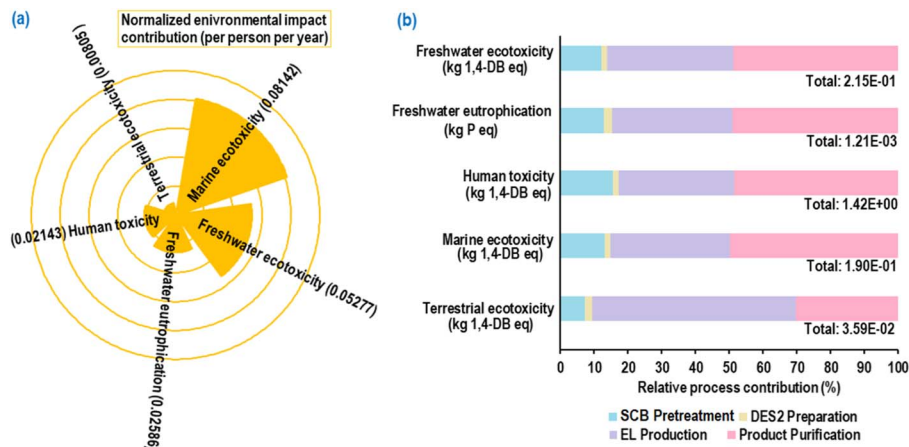 (a)
Normalized enivronmental impact
contribution (per person per year)
Terrestrial ecotoxicity (0.00805)
Marine ecotoxicity (0.08142)
(0.02143) Human toxicity
Freshwater ecotoxicity (0.05277)
Freshwater eutrophication (0.02586
(b)
Freshwater ecotoxicity
(kg 1,4-DB eq)
Total: 2.15E-01
Freshwater eutrophication
(kg P eq)
Total: 1.21E-03
Human toxicity
(kg 1,4-DB eq)
Total: 1.42E+00
Marine ecotoxicity
(kg 1,4-DB eq)
Total: 1.90E-01
Terrestrial ecotoxicity
(kg 1,4-DB eq)
Total: 3.59E-02
0 10 20 30 40 50 60 70 80 90 100
Relative process contribution (%)
SCB Pretreatment DES2 Preparation
EL Production Product Purification